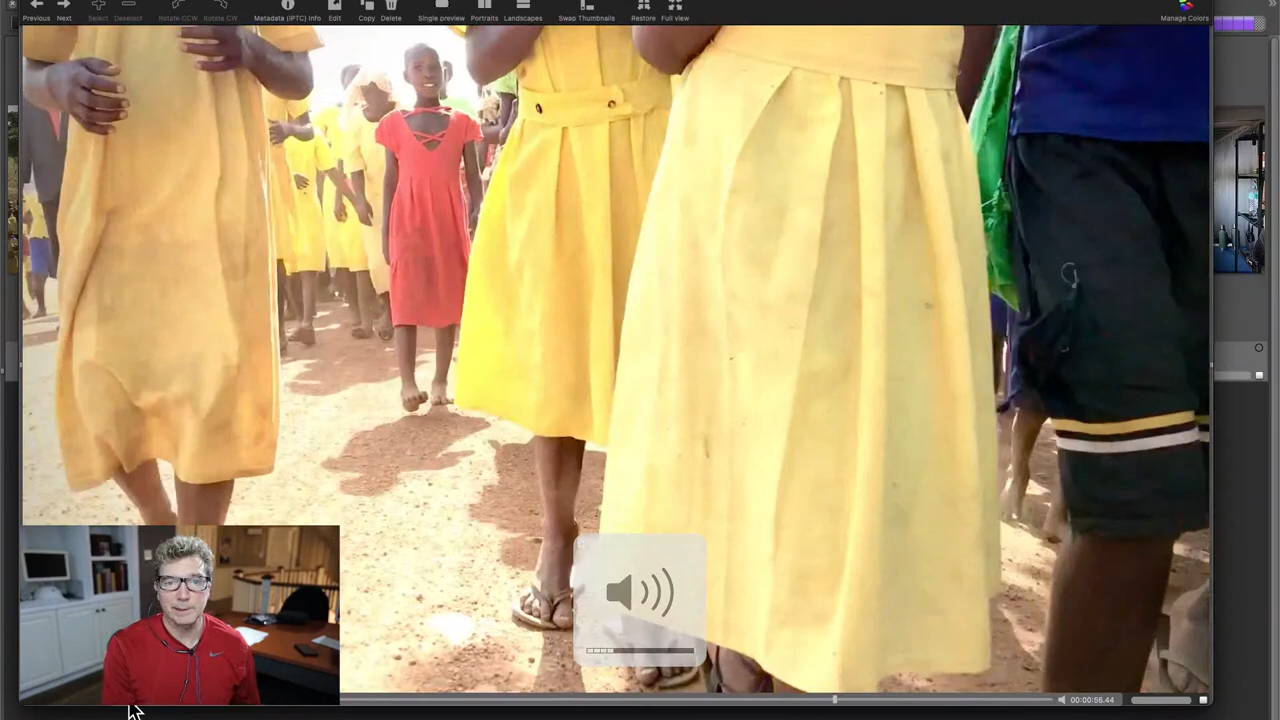 Previous Next Select Deselect Rotate CCW Rotate CW Metadata (IPTC) Info Edit Copy Delete Single preview Portraits Landscapes Swap Thumbnails Restore Full view Manage Colors
00:00:56.44